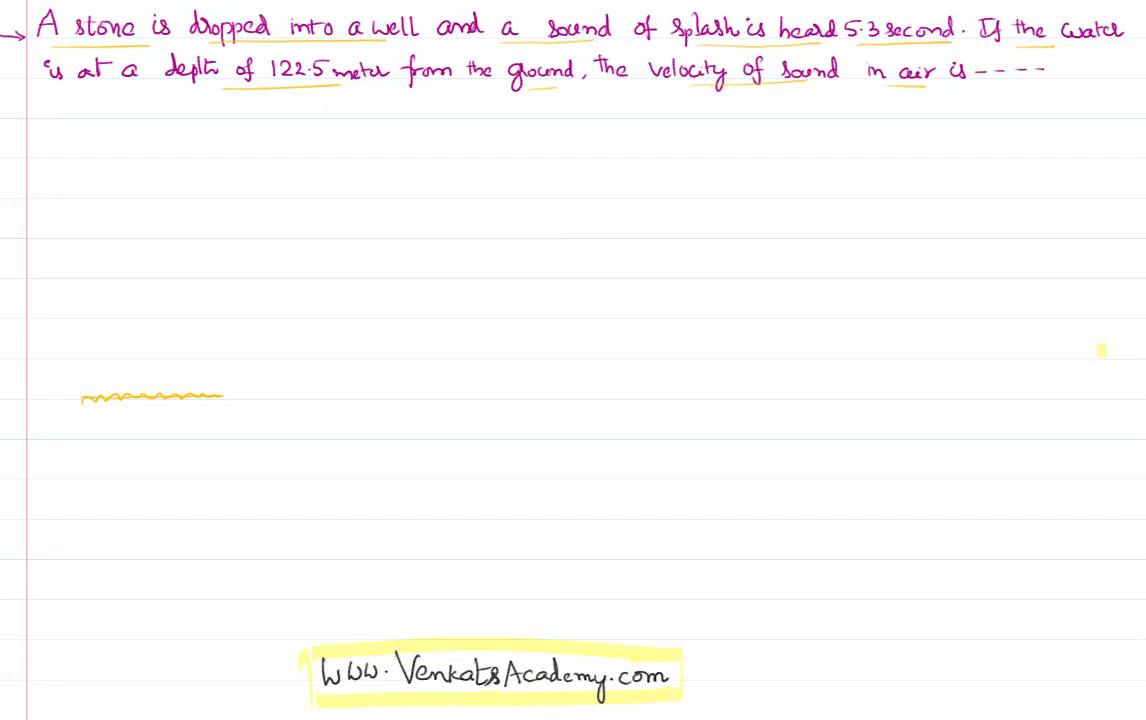 → A stone is dropped into a well and a sound of splash is heard 5.3 second. If the water
is at a depth of 122.5 meter from the ground, the velocity of sound in air is ----
www.VenkatsAcademy.com